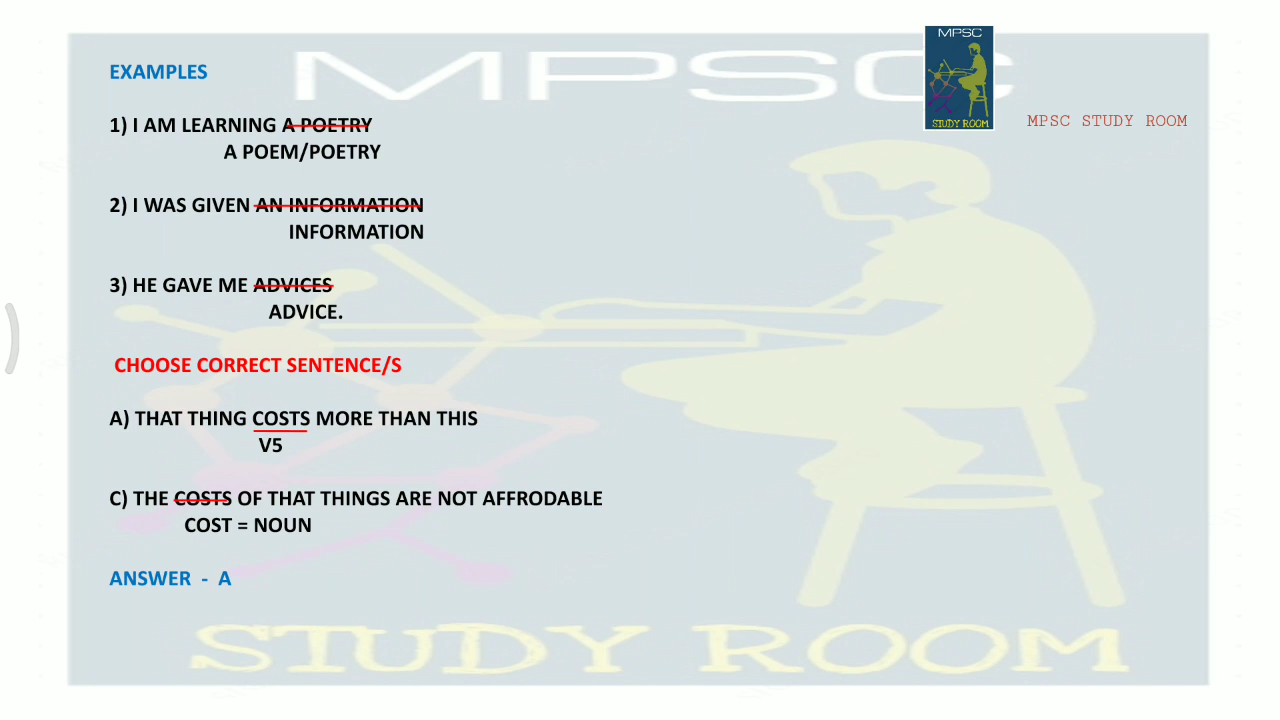 MPSC
MPSC
STUDY ROOM
MPSC STUDY ROOM
EXAMPLES
1) I AM LEARNING A POETRY
A POEM/POETRY
2) I WAS GIVEN AN INFORMATION
INFORMATION
3) HE GAVE ME ADVICES
ADVICE.
CHOOSE CORRECT SENTENCE/S
A) THAT THING COSTS MORE THAN THIS
V5
C) THE COSTS OF THAT THINGS ARE NOT AFFRODABLE
COST = NOUN
ANSWER - A
STUDY ROOM